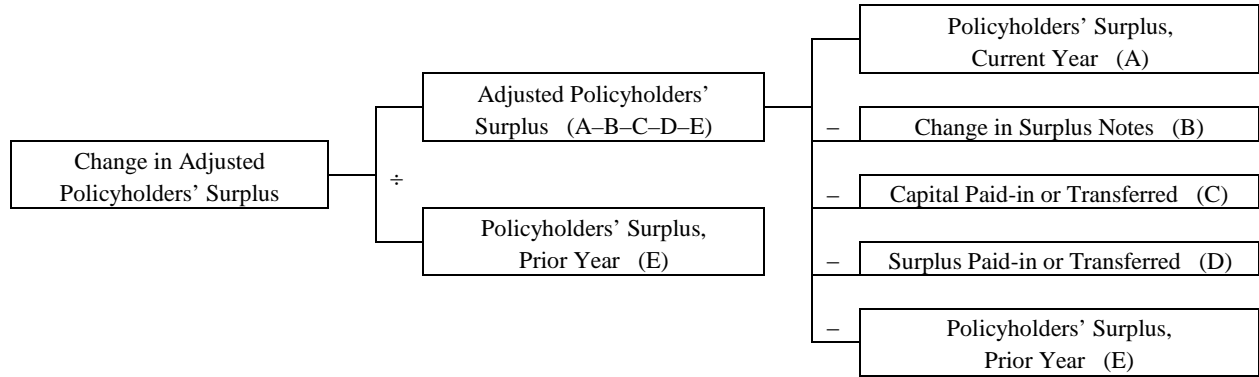 Change in Adjusted
Policyholders’ Surplus
÷
Adjusted Policyholders’
Surplus (A–B–C–D–E)
Policyholders’ Surplus,
Prior Year (E)
Policyholders’ Surplus,
Current Year (A)
– Change in Surplus Notes (B)
– Capital Paid-in or Transferred (C)
– Surplus Paid-in or Transferred (D)
– Policyholders’ Surplus,
Prior Year (E)